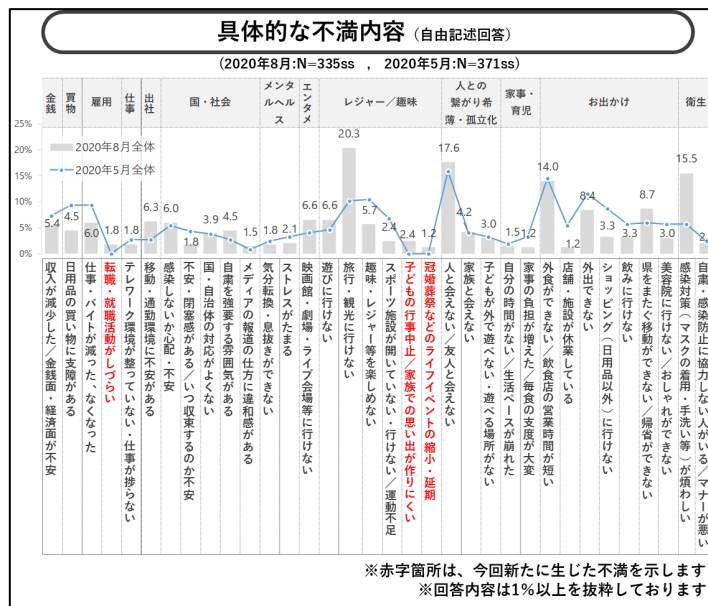 具体的な不満内容（自由記述回答）
(2020年8月:N=335ss , 2020年5月:N=371ss)
金銭 買物 雇用 仕事 出社 国・社会 メンタルヘルス エンタメ レジャー／趣味 人との繋がり希薄・孤立化 家事・育児 お出かけ 衛生
25%
20%
15%
10%
5%
0%
2020年8月全体
2020年5月全体
5.4 4.5 6.0 1.8 1.8 6.3 6.0 1.8 3.9 4.5 1.5 1.8 2.1 6.6 6.6 20.3 5.7 2.4 2.4 1.2 17.6 4.2 3.0 1.5 1.2 14.0 1.2 8.4 3.3 3.3 8.7 3.0 15.5 2.
収入が減少した／金銭面・経済面が不安
日用品の買い物に支障がある
仕事・バイトが減った、なくなった
転職・就職活動がしづらい
テレワーク環境が整っていない・仕事が捗らない
移動・通勤環境に不安がある
感染しないか心配・不安
不安・閉塞感がある／いつ収束するのか不安
国・自治体の対応がよくない
自粛を強要する雰囲気がある
メディアの報道の仕方に違和感がある
気分転換・息抜きができない
ストレスがたまる
映画館・劇場・ライブ会場等に行けない
遊びに行けない
旅行・観光に行けない
趣味・レジャー等を楽しめない
スポーツ施設が開いていない・行けない／運動不足
子どもの行事中止／家族での思い出が作りにくい
冠婚葬祭などのライフイベントの縮小・延期
人と会えない／友人と会えない
家族と会えない
子どもが外で遊べない・遊べる場所がない
自分の時間がない／生活ペースが崩れた
家事の負担が増えた／毎食の支度が大変
外食ができない／飲食店の営業時間が短い
店舗・施設が休業している
外出できない
ショッピング（日用品以外）に行けない
飲みに行けない
県をまたぐ移動ができない／帰省ができない
美容院に行けない／おしゃれができない
感染対策（マスクの着用・手洗い等）が煩わしい
自粛・感染防止に協力しない人がいる／マナーが悪い
※赤字箇所は、今回新たに生じた不満を示します
※回答内容は1%以上を抜粋しております